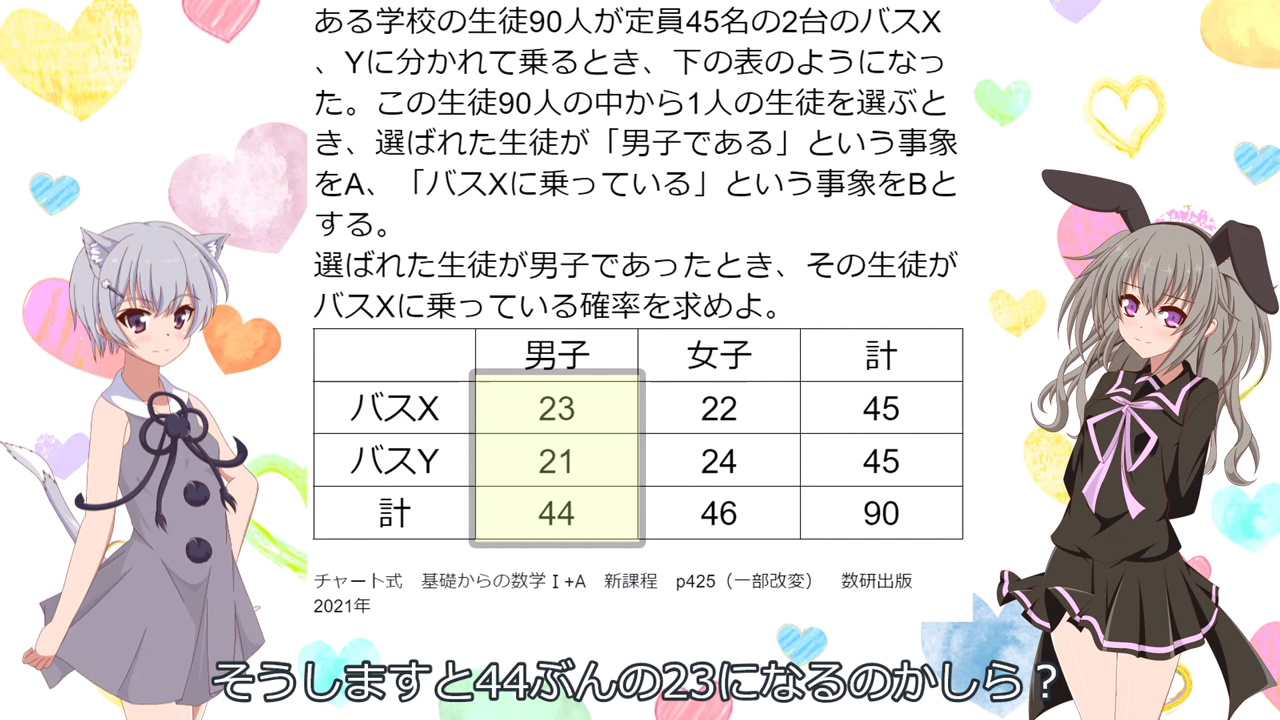 ある学校の生徒90人が定員45名の2台のバスX
、Yに分かれて乗るとき、下の表のようになっ
た。この生徒90人の中から1人の生徒を選ぶと
き、選ばれた生徒が「男子である」という事象
をA、「バスXに乗っている」という事象をBと
する。
選ばれた生徒が男子であったとき、その生徒が
バスXに乗っている確率を求めよ。
男子 女子 計
バスX 23 22 45
バスY 21 24 45
計 44 46 90
チャート式 基礎からの数学Ⅰ+A 新課程 p425（一部改変） 数研出版
2021年
そうしますと44ぶんの23になるのかしら？